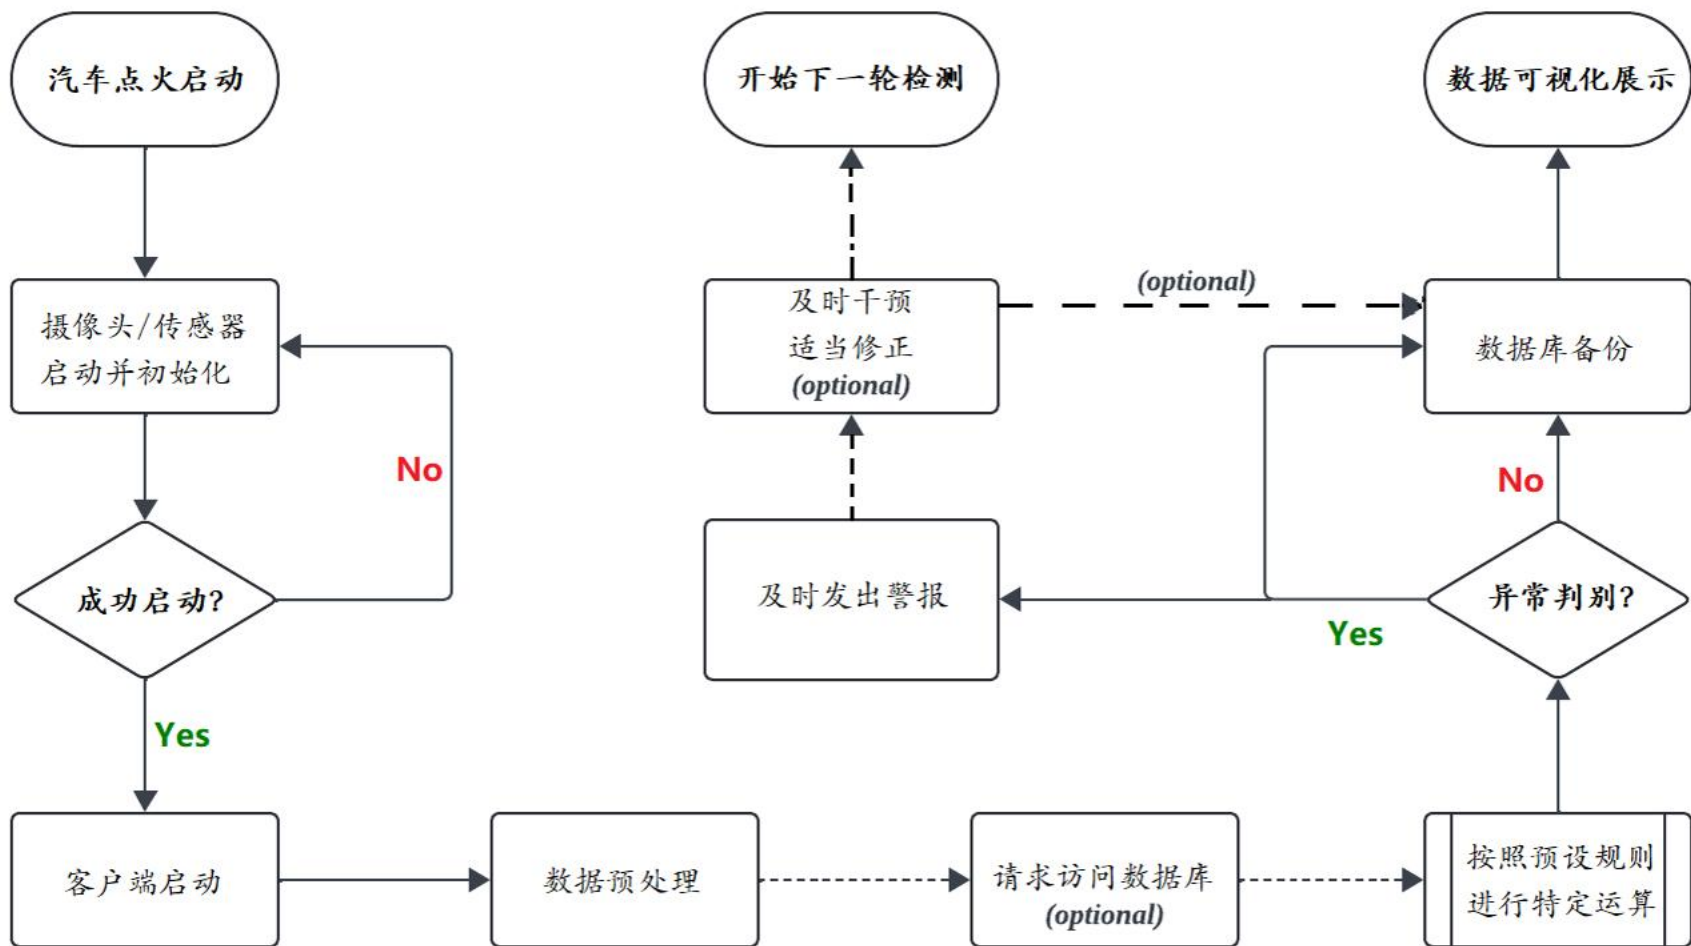 汽车点火启动
开始下一轮检测
数据可视化展示
摄像头/传感器
启动并初始化
及时干预
适当修正
(optional)
(optional)
数据库备份
No
No
成功启动?
及时发出警报
异常判别?
Yes
Yes
客户端启动
数据预处理
请求访问数据库
(optional)
按照预设规则
进行特定运算